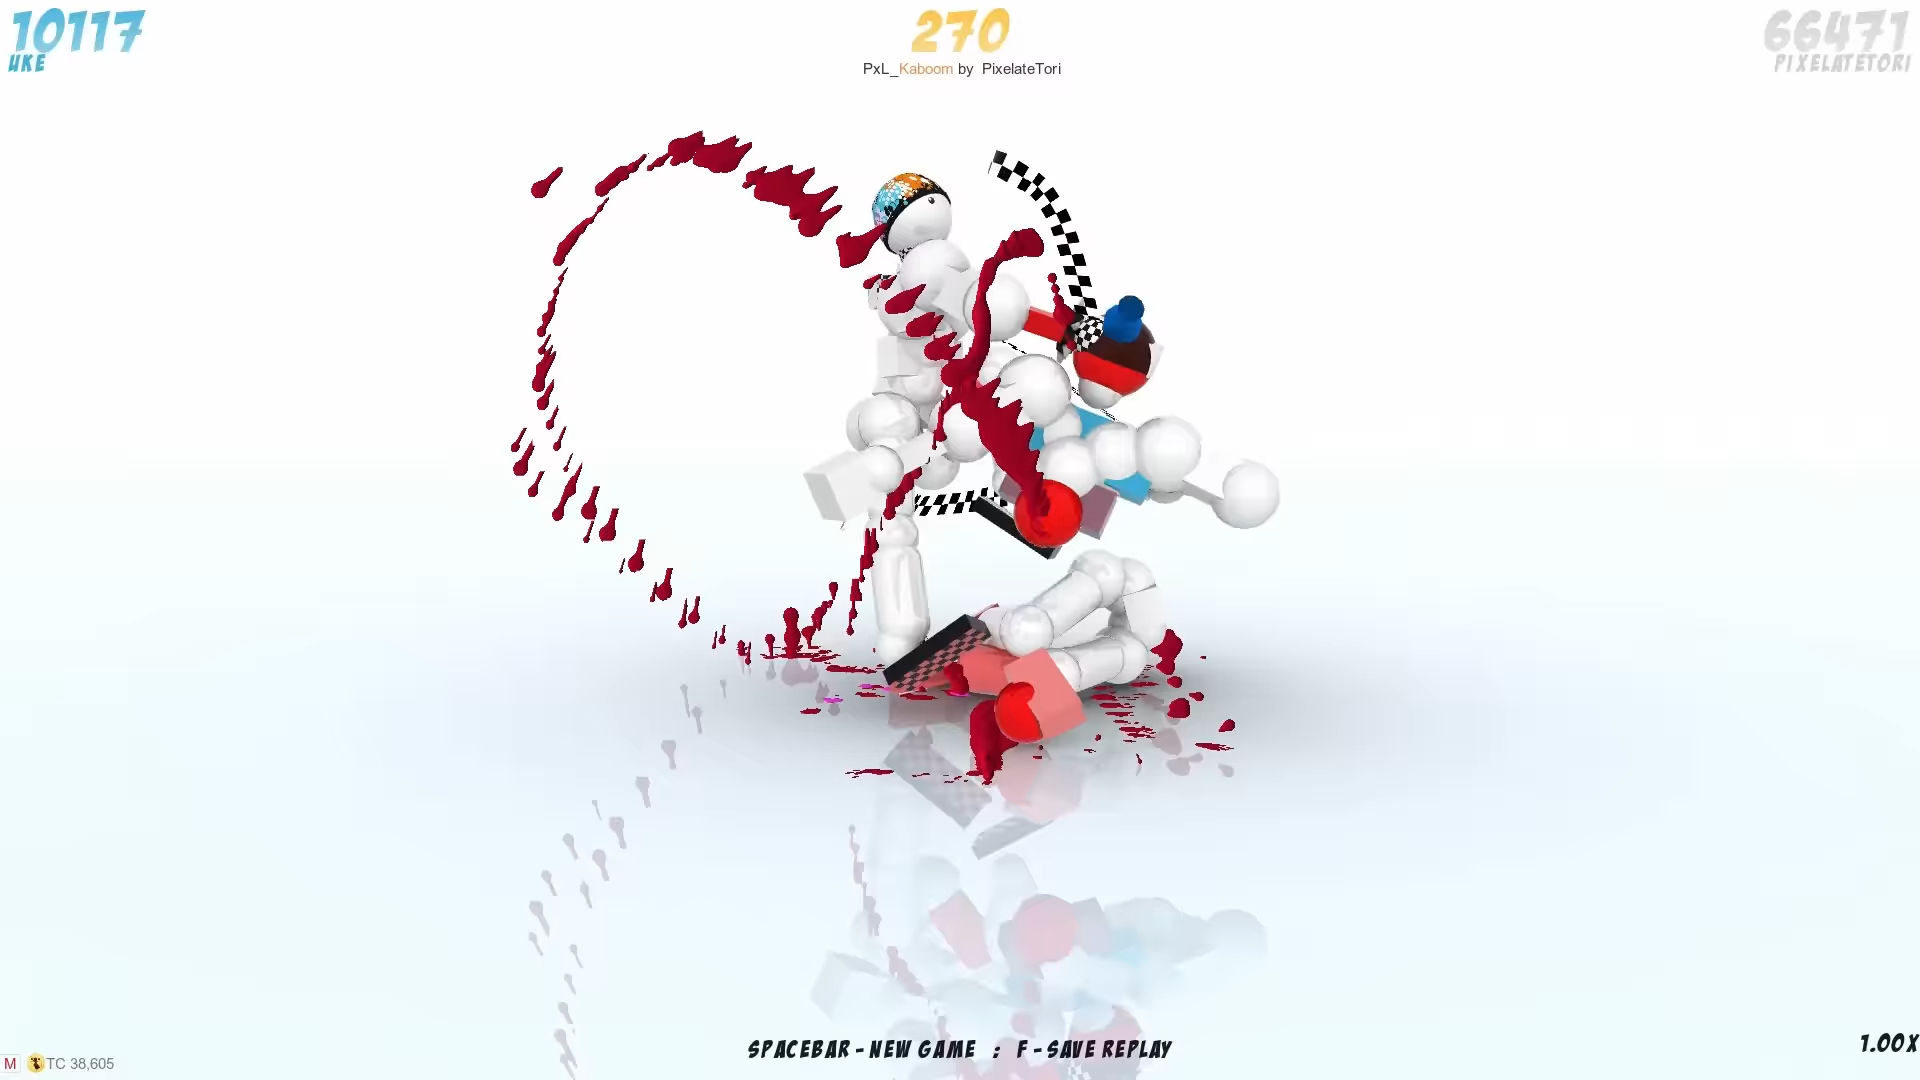 10117
UKE
270
PxL_Kaboom by PixelateTori
66471
PIXELATETORI
SPACEBAR - NEW GAME : F - SAVE REPLAY
1.00X
M TC 38,605